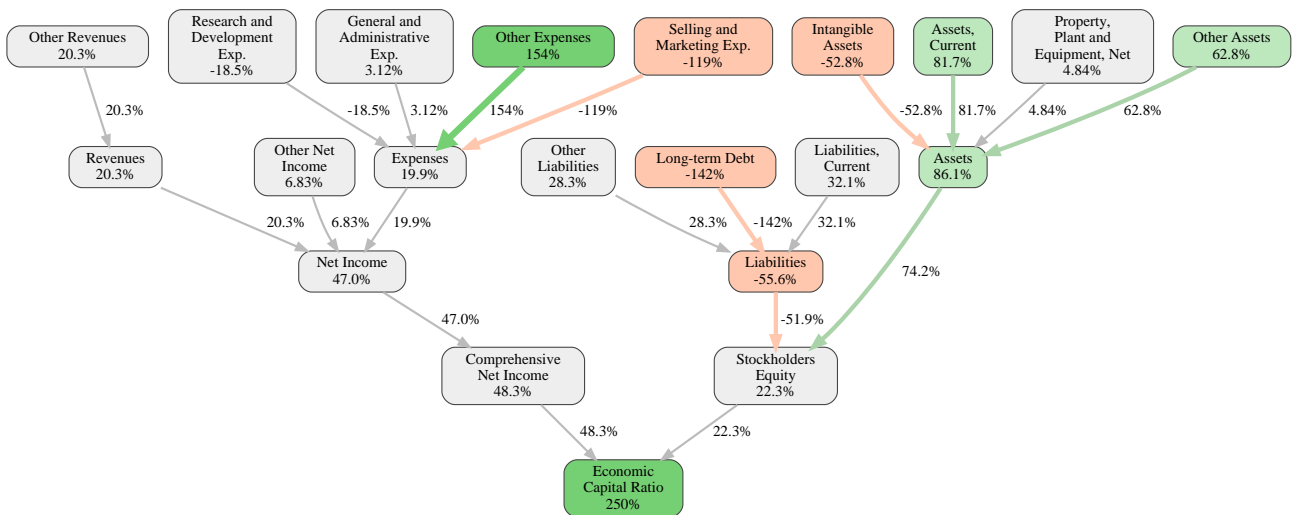 Other Revenues
20.3%
Research and
Development
Exp.
-18.5%
General and
Administrative
Exp.
3.12%
Other Expenses
154%
Selling and
Marketing Exp.
-119%
Intangible
Assets
-52.8%
Assets,
Current
81.7%
Property,
Plant and
Equipment, Net
4.84%
Other Assets
62.8%
20.3%
-18.5%
3.12%
154%
-119%
-52.8%
81.7%
4.84%
62.8%
Revenues
20.3%
Other Net
Income
6.83%
Expenses
19.9%
Other
Liabilities
28.3%
Long-term Debt
-142%
Liabilities,
Current
32.1%
Assets
86.1%
20.3%
6.83%
19.9%
28.3%
-142%
32.1%
Net Income
47.0%
Liabilities
-55.6%
74.2%
47.0%
-51.9%
Comprehensive
Net Income
48.3%
Stockholders
Equity
22.3%
48.3%
22.3%
Economic
Capital Ratio
250%